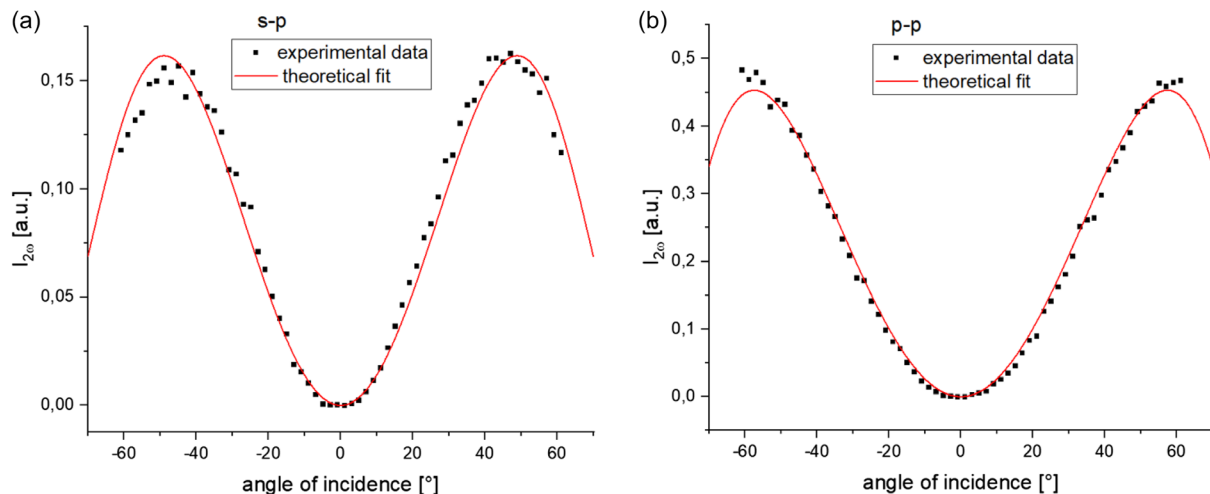 (a)
s-p
experimental data
theoretical fit
0,15
0,10
0,05
0,00
I2ω [a.u.]
-60 -40 -20 0 20 40 60
angle of incidence [°]
(b)
p-p
experimental data
theoretical fit
0,5
0,4
0,3
0,2
0,1
0,0
I2ω [a.u.]
-60 -40 -20 0 20 40 60
angle of incidence [°]